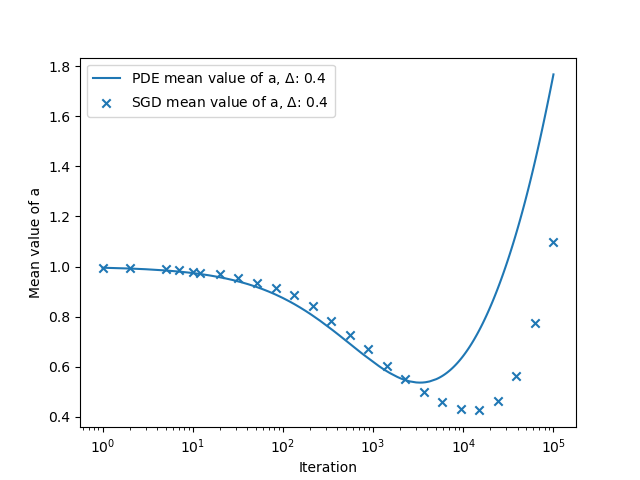 PDE mean value of a, Δ: 0.4
SGD mean value of a, Δ: 0.4
1.8
1.6
1.4
1.2
1.0
0.8
0.6
0.4
Mean value of a
10⁰ 10¹ 10² 10³ 10⁴ 10⁵
Iteration